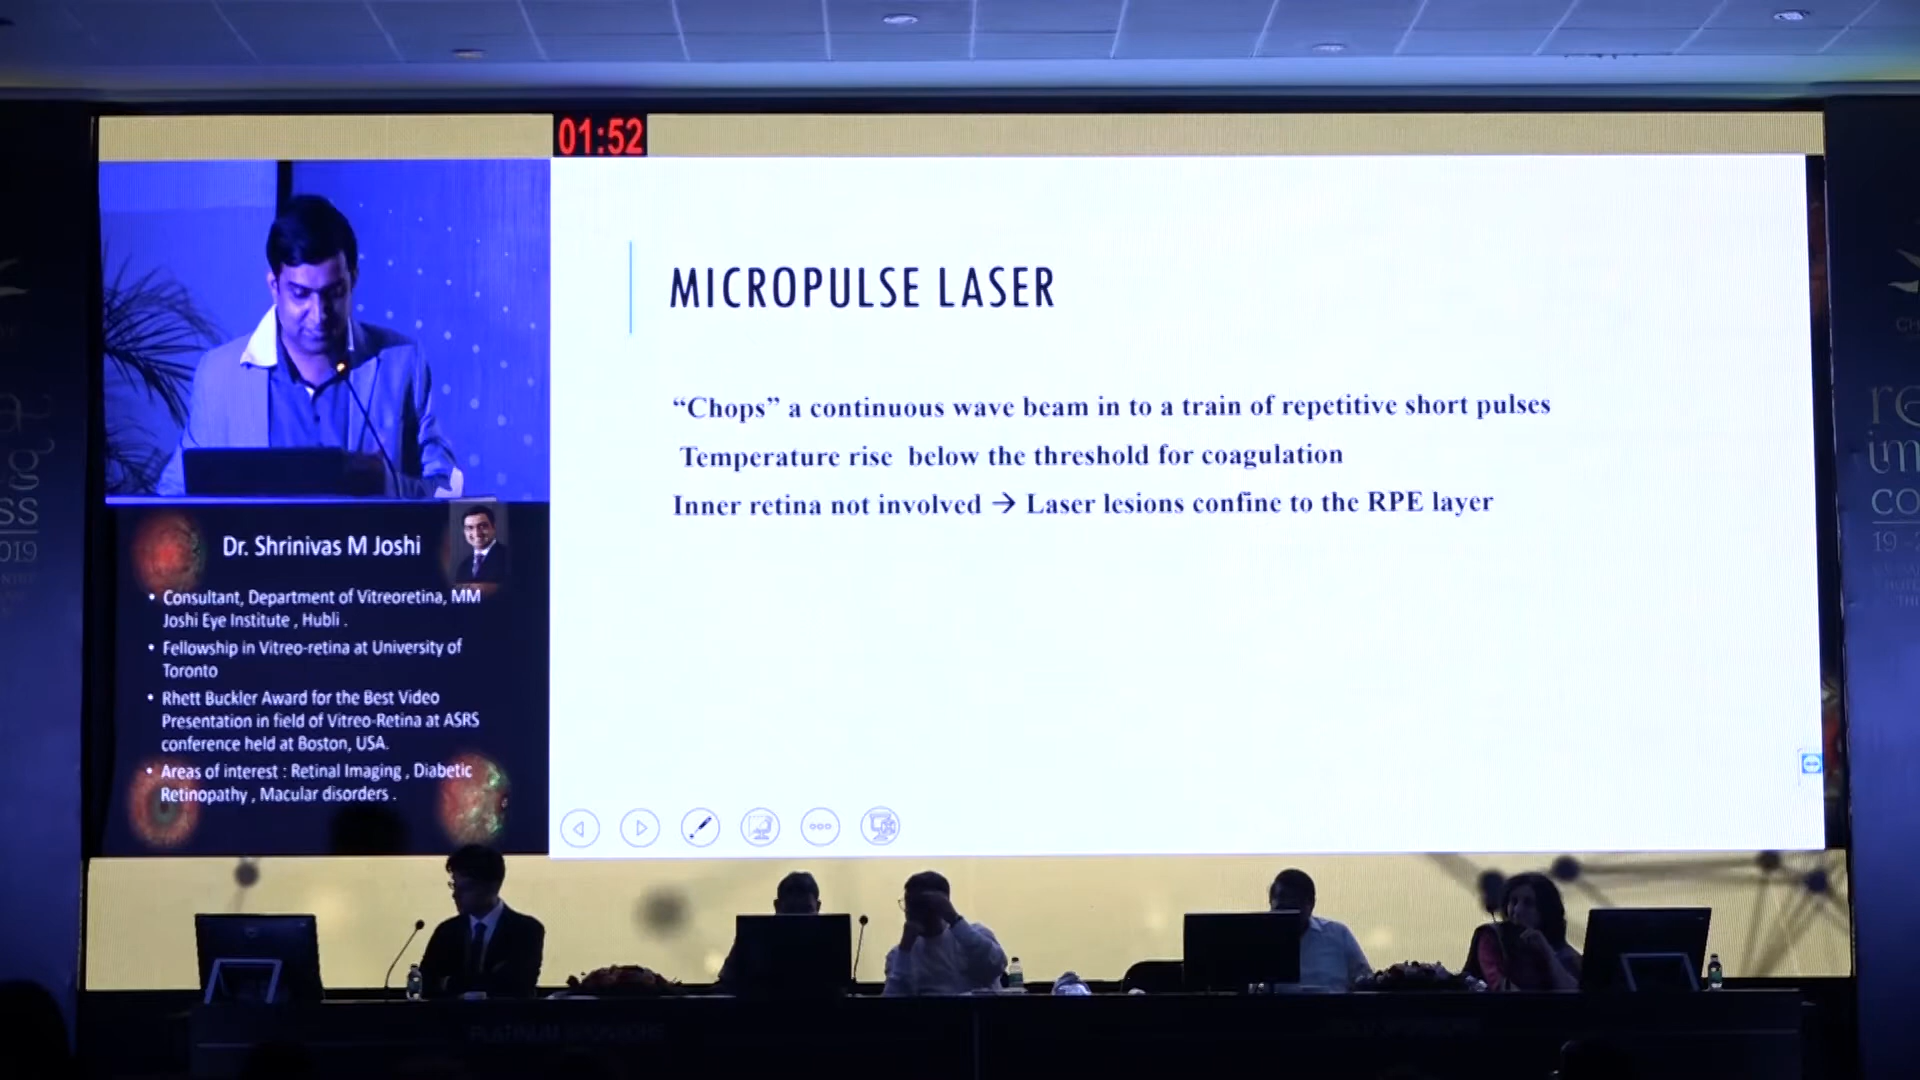 01:52
MICROPULSE LASER
“Chops” a continuous wave beam in to a train of repetitive short pulses
Temperature rise below the threshold for coagulation
Inner retina not involved → Laser lesions confine to the RPE layer
Dr. Shrinivas M Joshi
• Consultant, Department of Vitreoretina, MM
Joshi Eye Institute , Hubli .
• Fellowship in Vitreo-retina at University of
Toronto
• Rhett Buckler Award for the Best Video
Presentation in field of Vitreo-Retina at ASRS
conference held at Boston, USA.
• Areas of interest : Retinal Imaging , Diabetic
Retinopathy , Macular disorders .
PLATINUM SPONSORS